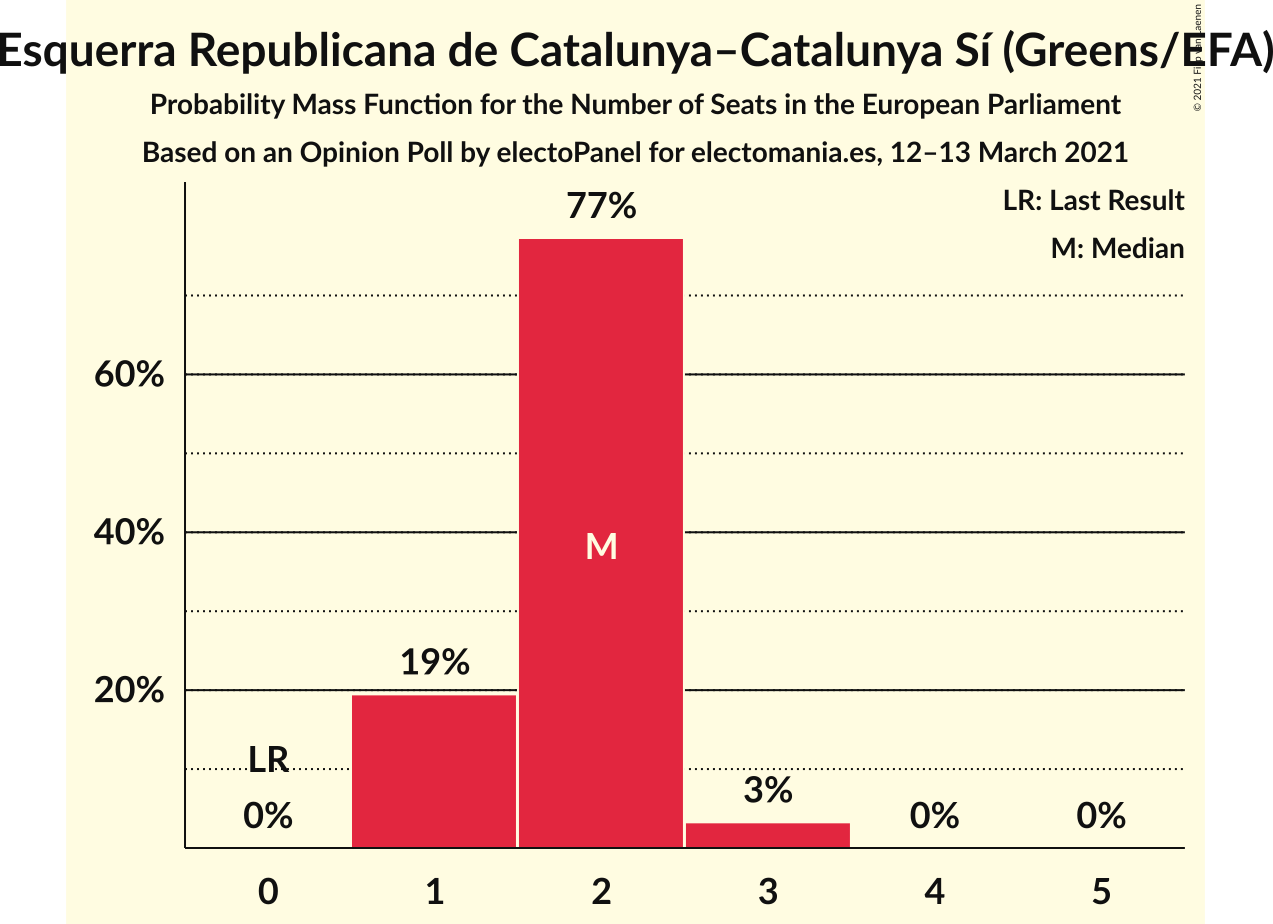 Esquerra Republicana de Catalunya–Catalunya Sí (Greens/EFA)
Probability Mass Function for the Number of Seats in the European Parliament
Based on an Opinion Poll by electoPanel for electomania.es, 12–13 March 2021
LR: Last Result
M: Median
77%
60%
40%
M
20%
19%
LR
3%
0%
0%
0%
0 1 2 3 4 5
© 2021